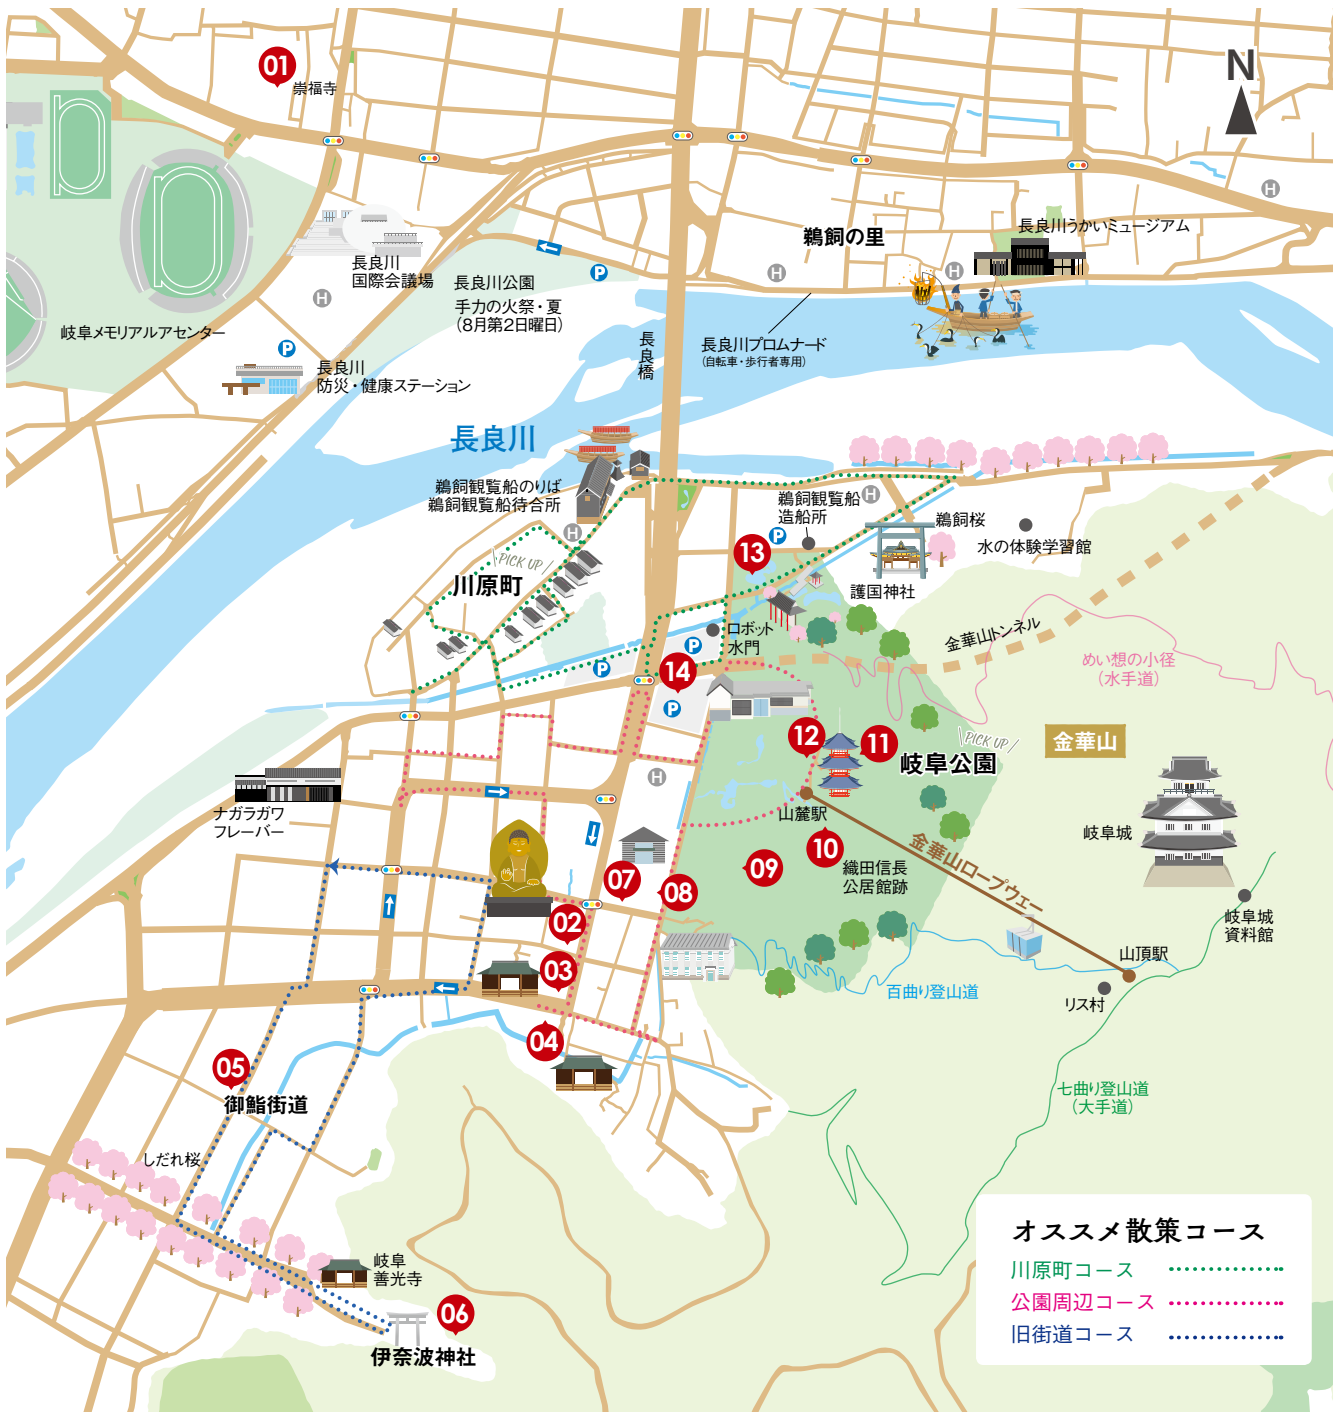 N
01
崇福寺
H
長良川うかいミュージアム
鵜飼の里
長良川
国際会議場
H
H
長良川公園
手力の火祭・夏
（8月第2日曜日）
P
H
岐阜メモリアルアセンター
P
長良川
防災・健康ステーション
長良橋
長良川プロムナード
（自転車・歩行者専用）
長良川
鵜飼観覧船のりば
鵜飼観覧船待合所
H
鵜飼観覧船
造船所
H
P
13
鵜飼桜
水の体験学習館
護国神社
PICK UP
川原町
ロボット
水門
P
P
14
P
金華山トンネル
めい想の小径
（水手道）
12
11
PICK UP
岐阜公園
金華山
H
山麓駅
ナガラガワ
フレーバー
岐阜城
10
織田信長
公居館跡
09
金華山ロープウェー
07
08
02
岐阜城
資料館
03
山頂駅
百曲り登山道
リス村
04
05
御鮨街道
七曲り登山道
（大手道）
しだれ桜
岐阜
善光寺
06
伊奈波神社
オススメ散策コース
川原町コース
公園周辺コース
旧街道コース